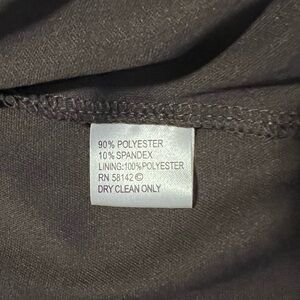 90% POLYESTER
10% SPANDEX
LINING:100%POLYESTER
RN 58142 ©
DRY CLEAN ONLY